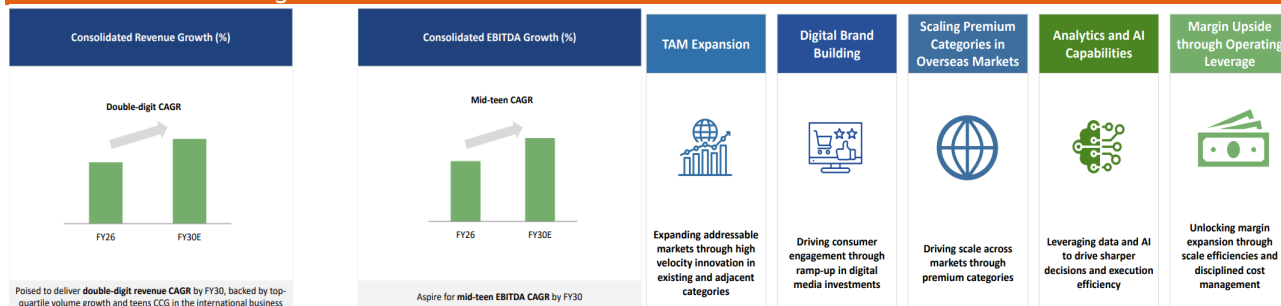 Consolidated Revenue Growth (%)
Double-digit CAGR
FY26
FY30E
Poised to deliver double-digit revenue CAGR by FY30, backed by top-
quartile volume growth and teens CCG in the international business
Consolidated EBITDA Growth (%)
Mid-teen CAGR
FY26
FY30E
Aspire for mid-teen EBITDA CAGR by FY30
TAM Expansion
Expanding addressable
markets through high
velocity innovation in
existing and adjacent
categories
Digital Brand
Building
Driving consumer
engagement through
ramp-up in digital
media investments
Scaling Premium
Categories in
Overseas Markets
Driving scale across
markets through
premium categories
Analytics and AI
Capabilities
Leveraging data and AI
to drive sharper
decisions and execution
efficiency
Margin Upside
through Operating
Leverage
Unlocking margin
expansion through
scale efficiencies and
disciplined cost
management